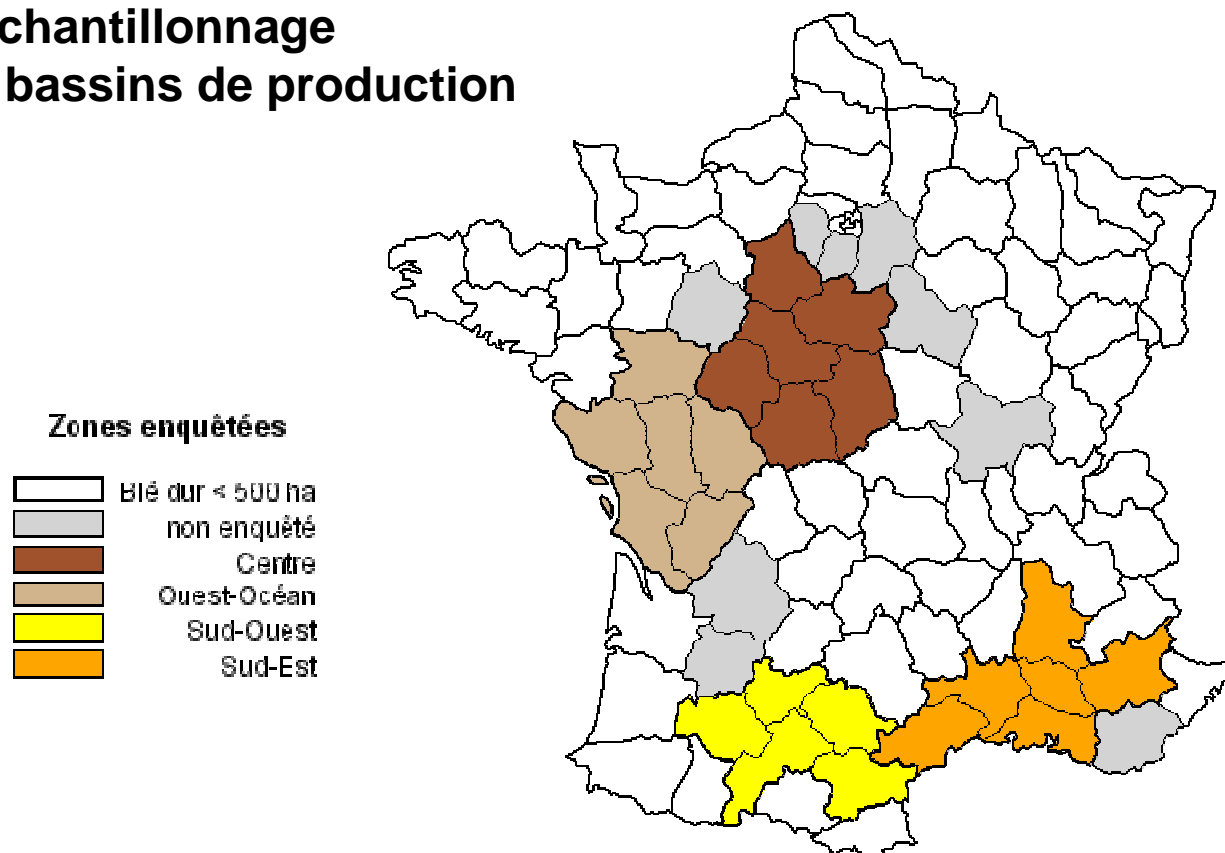 chantillonnage
bassins de production
Zones enquêtées
Blé dur < 500 ha
non enquêté
Centre
Ouest-Océan
Sud-Ouest
Sud-Est